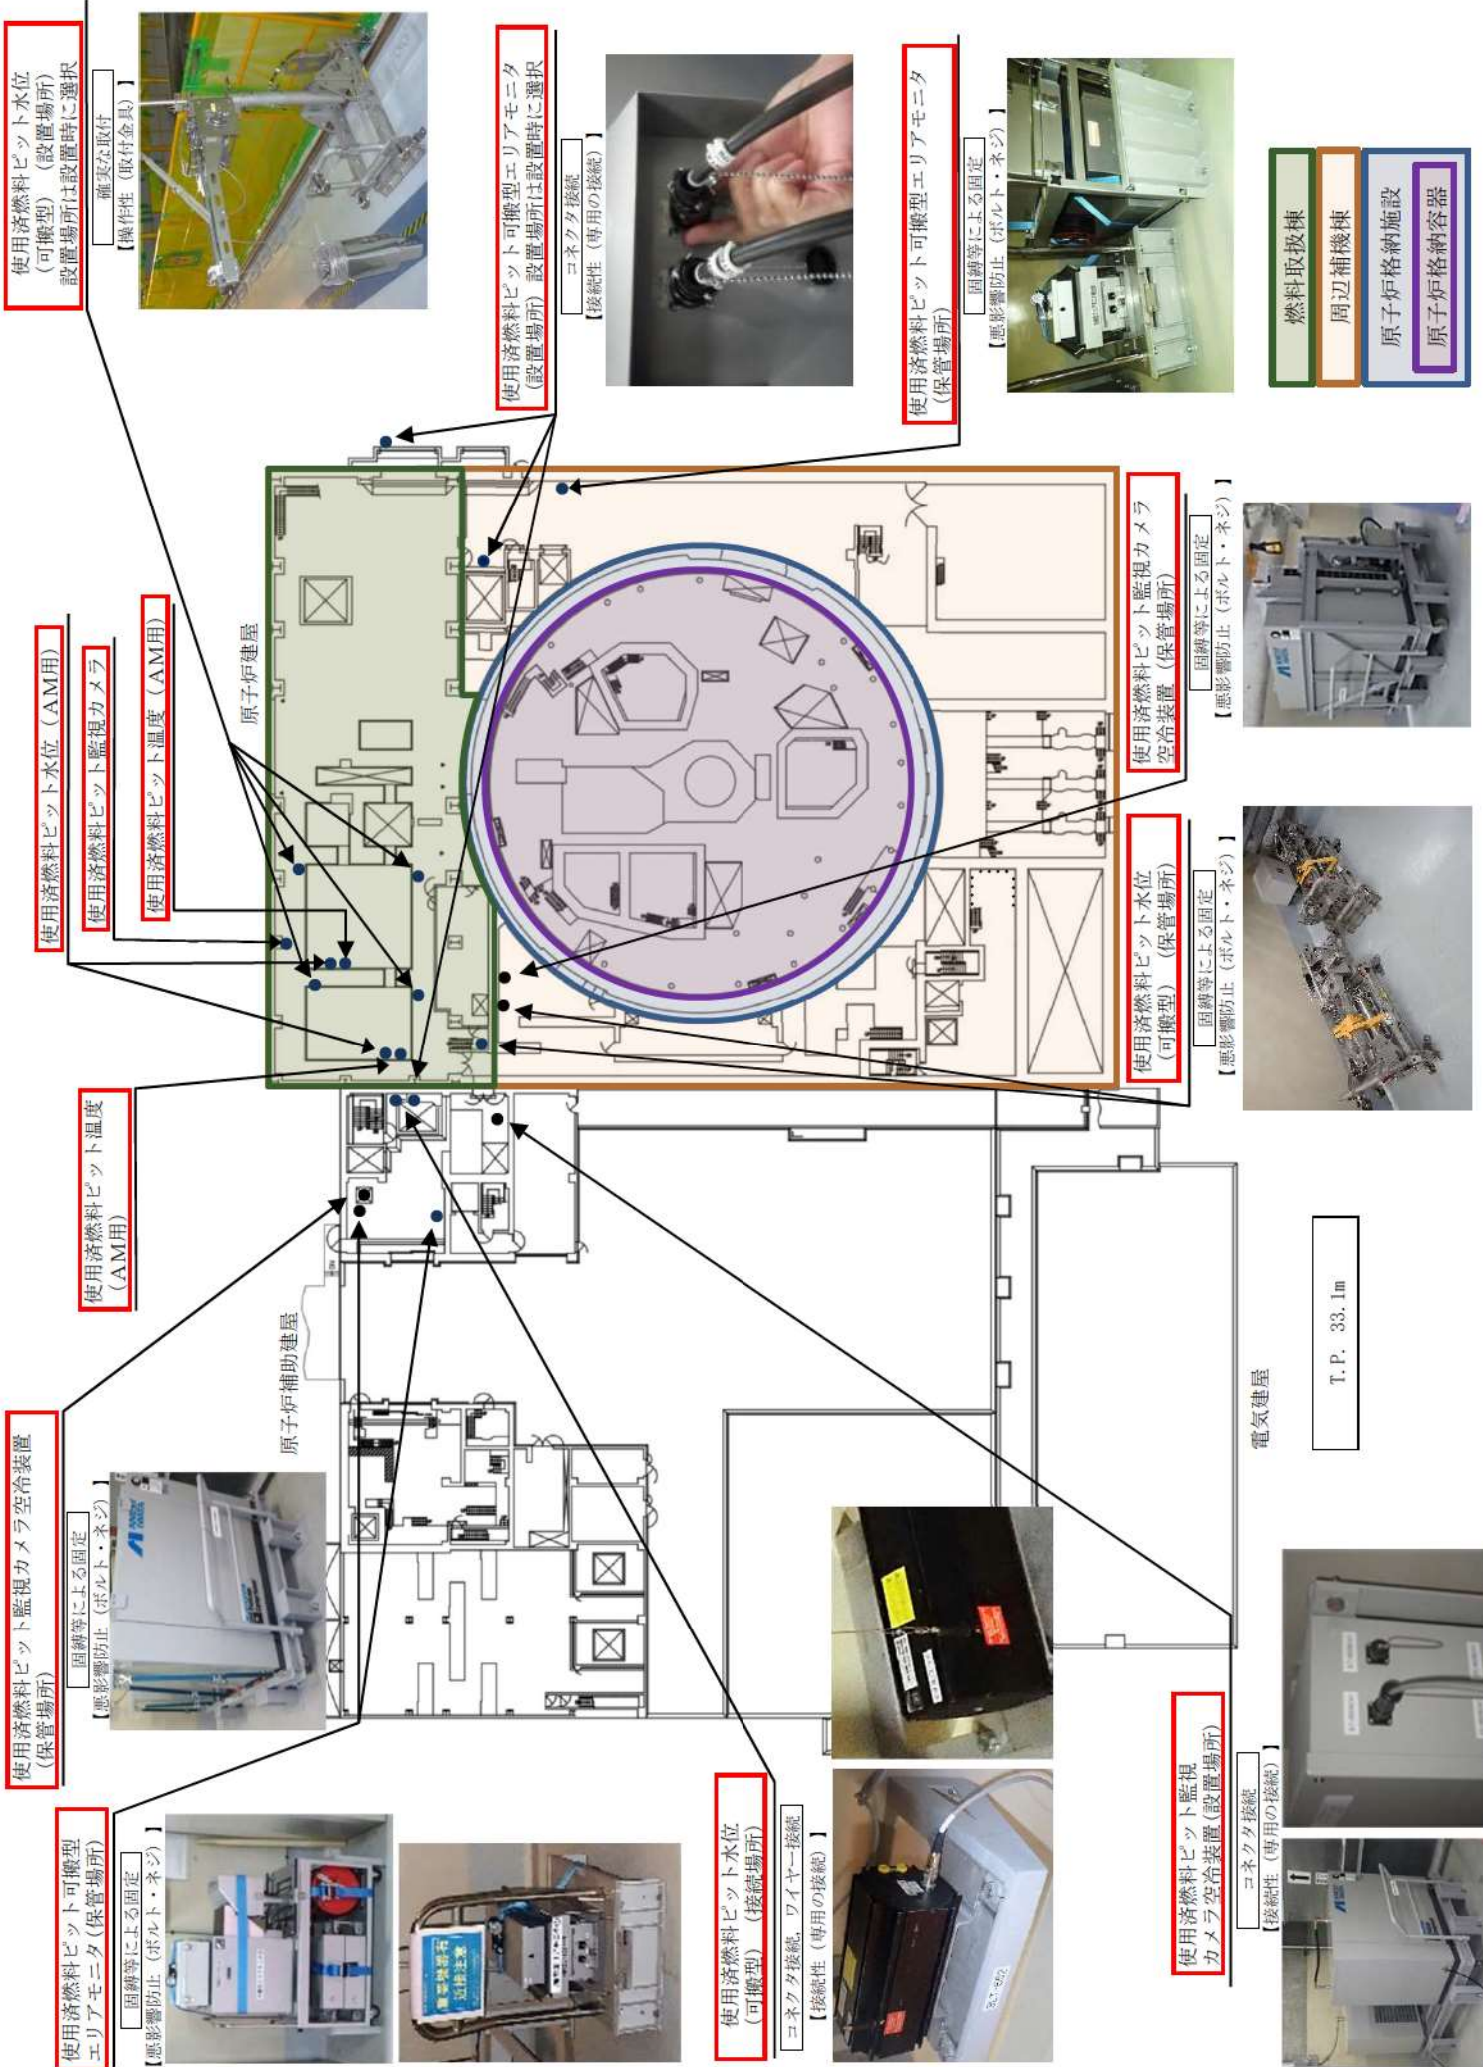 使用済燃料ピット可搬型
エリアモニタ(保管場所)
固縛等による固定
【悪影響防止（ボルト・ネジ）】
使用済燃料ピット監視カメラ空冷装置
（保管場所）
固縛等による固定
【悪影響防止（ボルト・ネジ）】
使用済燃料ピット温度
（AM用）
使用済燃料ピット水位（AM用）
使用済燃料ピット監視カメラ
使用済燃料ピット温度（AM用）
使用済燃料ピット水位
（可搬型）（設置場所）
設置場所は設置時に選択
確実な取付
【操作性（取付金具）】
原子炉補助建屋
原子炉建屋
使用済燃料ピット可搬型エリアモニタ
（設置場所）設置場所は設置時に選択
コネクタ接続
【接続性（専用の接続）】
使用済燃料ピット水位
（可搬型）（接続場所）
コネクタ接続，ワイヤー接続
【接続性（専用の接続）】
使用済燃料ピット可搬型エリアモニタ
（保管場所）
固縛等による固定
【悪影響防止（ボルト・ネジ）】
使用済燃料ピット監視
カメラ空冷装置(設置場所)
コネクタ接続
【接続性（専用の接続）】
使用済燃料ピット水位
（可搬型）（保管場所）
固縛等による固定
【悪影響防止（ボルト・ネジ）】
使用済燃料ピット監視カメラ
空冷装置（保管場所）
固縛等による固定
【悪影響防止（ボルト・ネジ）】
電気建屋
T.P. 33.1m
燃料取扱棟
周辺補機棟
原子炉格納施設
原子炉格納容器